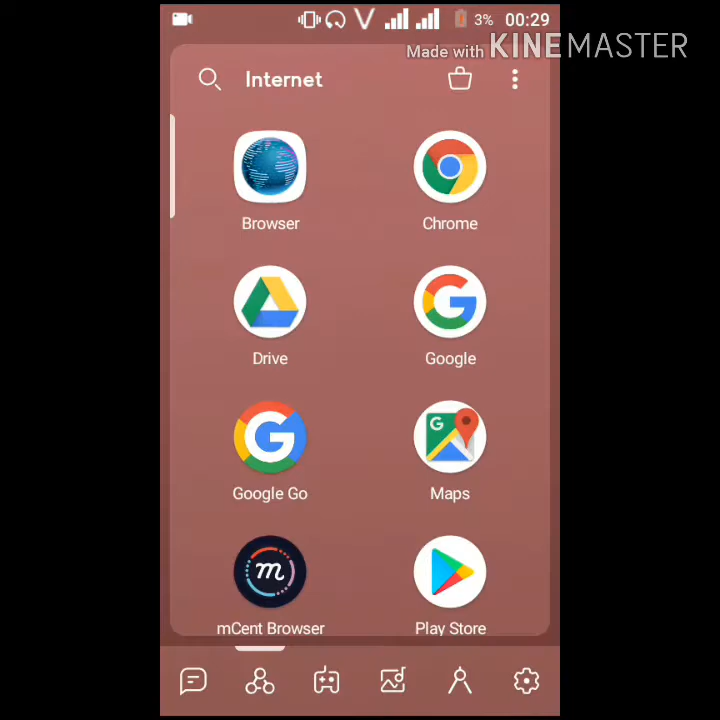 3% 00:29
Made with KINEMASTER
Internet
Browser Chrome
Drive Google
Google Go Maps
mCent Browser Play Store